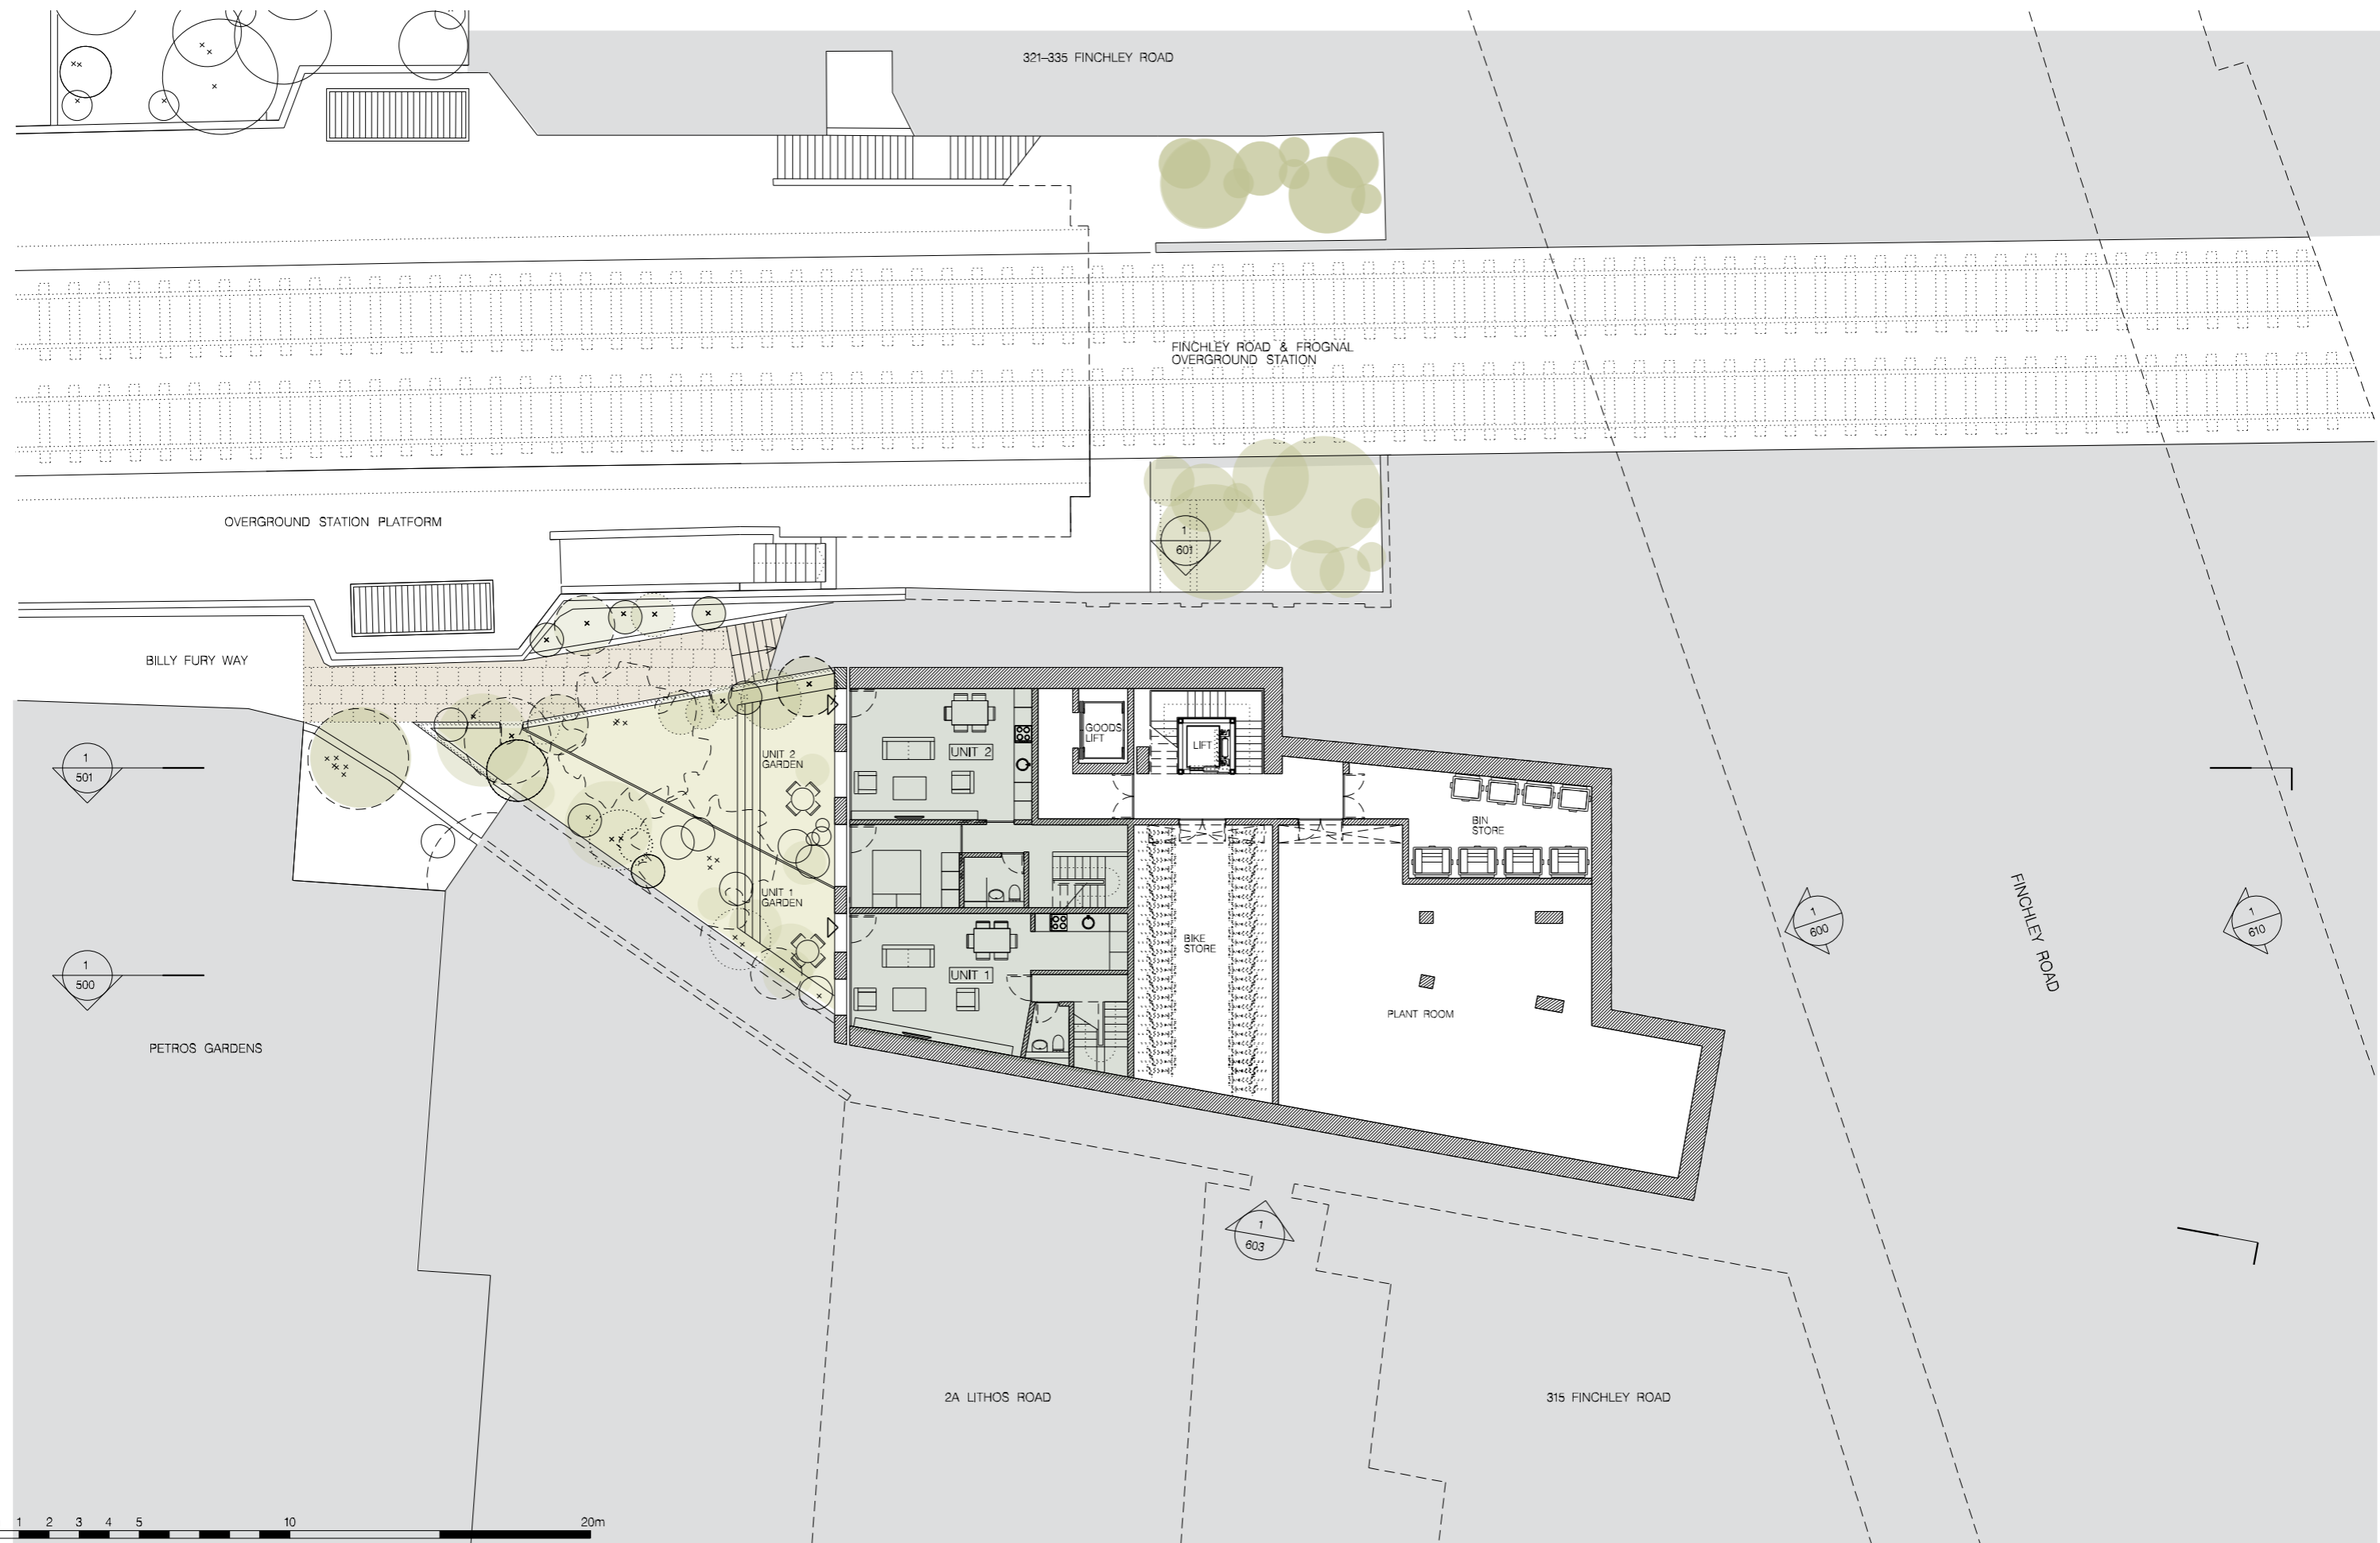 321–335 FINCHLEY ROAD
FINCHLEY ROAD & FROGNAL
OVERGROUND STATION
OVERGROUND STATION PLATFORM
1
601
BILLY FURY WAY
GOODS
LIFT
LIFT
UNIT 2
UNIT 2
GARDEN
1
501
BIN
STORE
UNIT 1
GARDEN
FINCHLEY ROAD
1
600
1
610
BIKE
STORE
UNIT 1
1
500
PLANT ROOM
PETROS GARDENS
1
603
2A LITHOS ROAD
315 FINCHLEY ROAD
1 2 3 4 5 10 20m